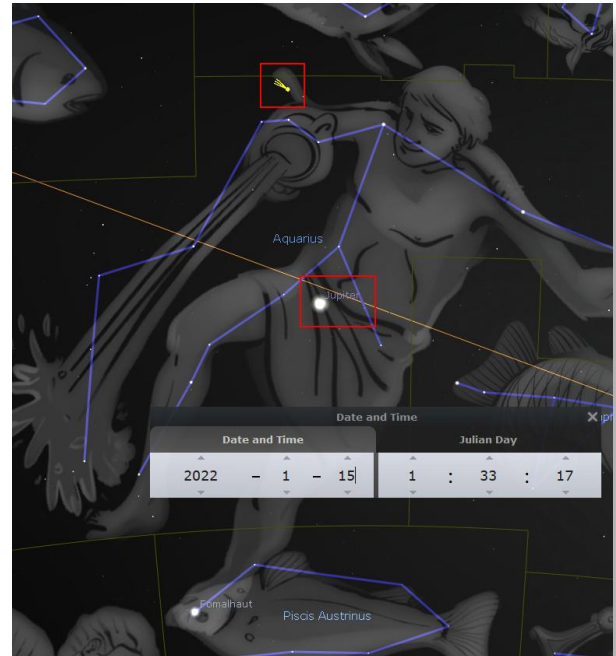 Aquarius
Jupiter
Date and Time
Date and Time Julian Day
2022 – 1 – 15 1 : 33 : 17
Fomalhaut
Piscis Austrinus